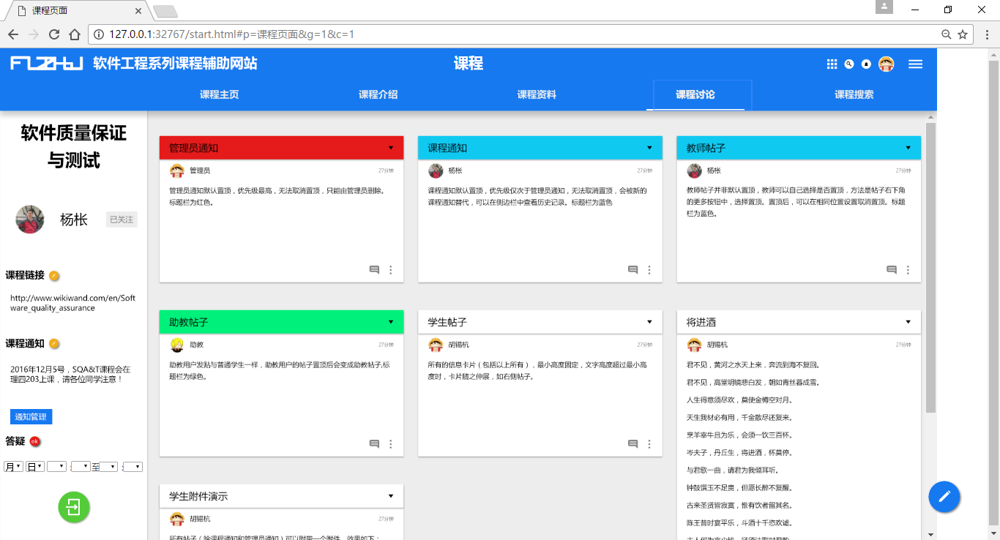 课程页面
127.0.0.1:32767/start.html#p=课程页面&g=1&c=1
软件工程系列课程辅助网站
课程
课程主页
课程介绍
课程资料
课程讨论
课程搜索
软件质量保证
与测试
杨枨
已关注
课程链接
http://www.wikiwand.com/en/Soft
ware_quality_assurance
课程通知
2016年12月5号，SQA&T课程会在
理四203上课，请各位同学注意！
通知管理
答疑 ok
月 日 : 至 :
管理员通知
管理员
27分钟
管理员通知默认置顶，优先级最高，无法取消置顶，只能由管理员删除。
标题栏为红色。
课程通知
杨枨
27分钟
课程通知默认置顶，优先级仅次于管理员通知，无法取消置顶，会被新的
课程通知替代，可以在侧边栏中查看历史记录。标题栏为蓝色
教师帖子
杨枨
27分钟
教师帖子并非默认置顶，教师可以自己选择是否置顶，方法是帖子右下角
的更多按钮中，选择置顶。置顶后，可以在相同位置设置取消置顶。标题
栏为蓝色。
助教帖子
助教
27分钟
助教用户发贴与普通学生一样，助教用户的帖子置顶后会变成助教帖子,标
题栏为绿色。
学生帖子
胡锡杭
27分钟
所有的信息卡片（包括以上所有），最小高度固定，文字高度超过最小高
度时，卡片随之伸展，如右侧帖子。
将进酒
胡锡杭
27分钟
君不见，黄河之水天上来，奔流到海不复回。
君不见，高堂明镜悲白发，朝如青丝暮成雪。
人生得意须尽欢，莫使金樽空对月。
天生我材必有用，千金散尽还复来。
烹羊宰牛且为乐，会须一饮三百杯。
岑夫子，丹丘生，将进酒，杯莫停。
与君歌一曲，请君为我倾耳听。
钟鼓馔玉不足贵，但愿长醉不复醒。
古来圣贤皆寂寞，惟有饮者留其名。
陈王昔时宴平乐，斗酒十千恣欢谑。
学生附件演示
胡锡杭
27分钟
所有帖子（除课程通知和管理员通知）可以附带一个附件，效果如下：